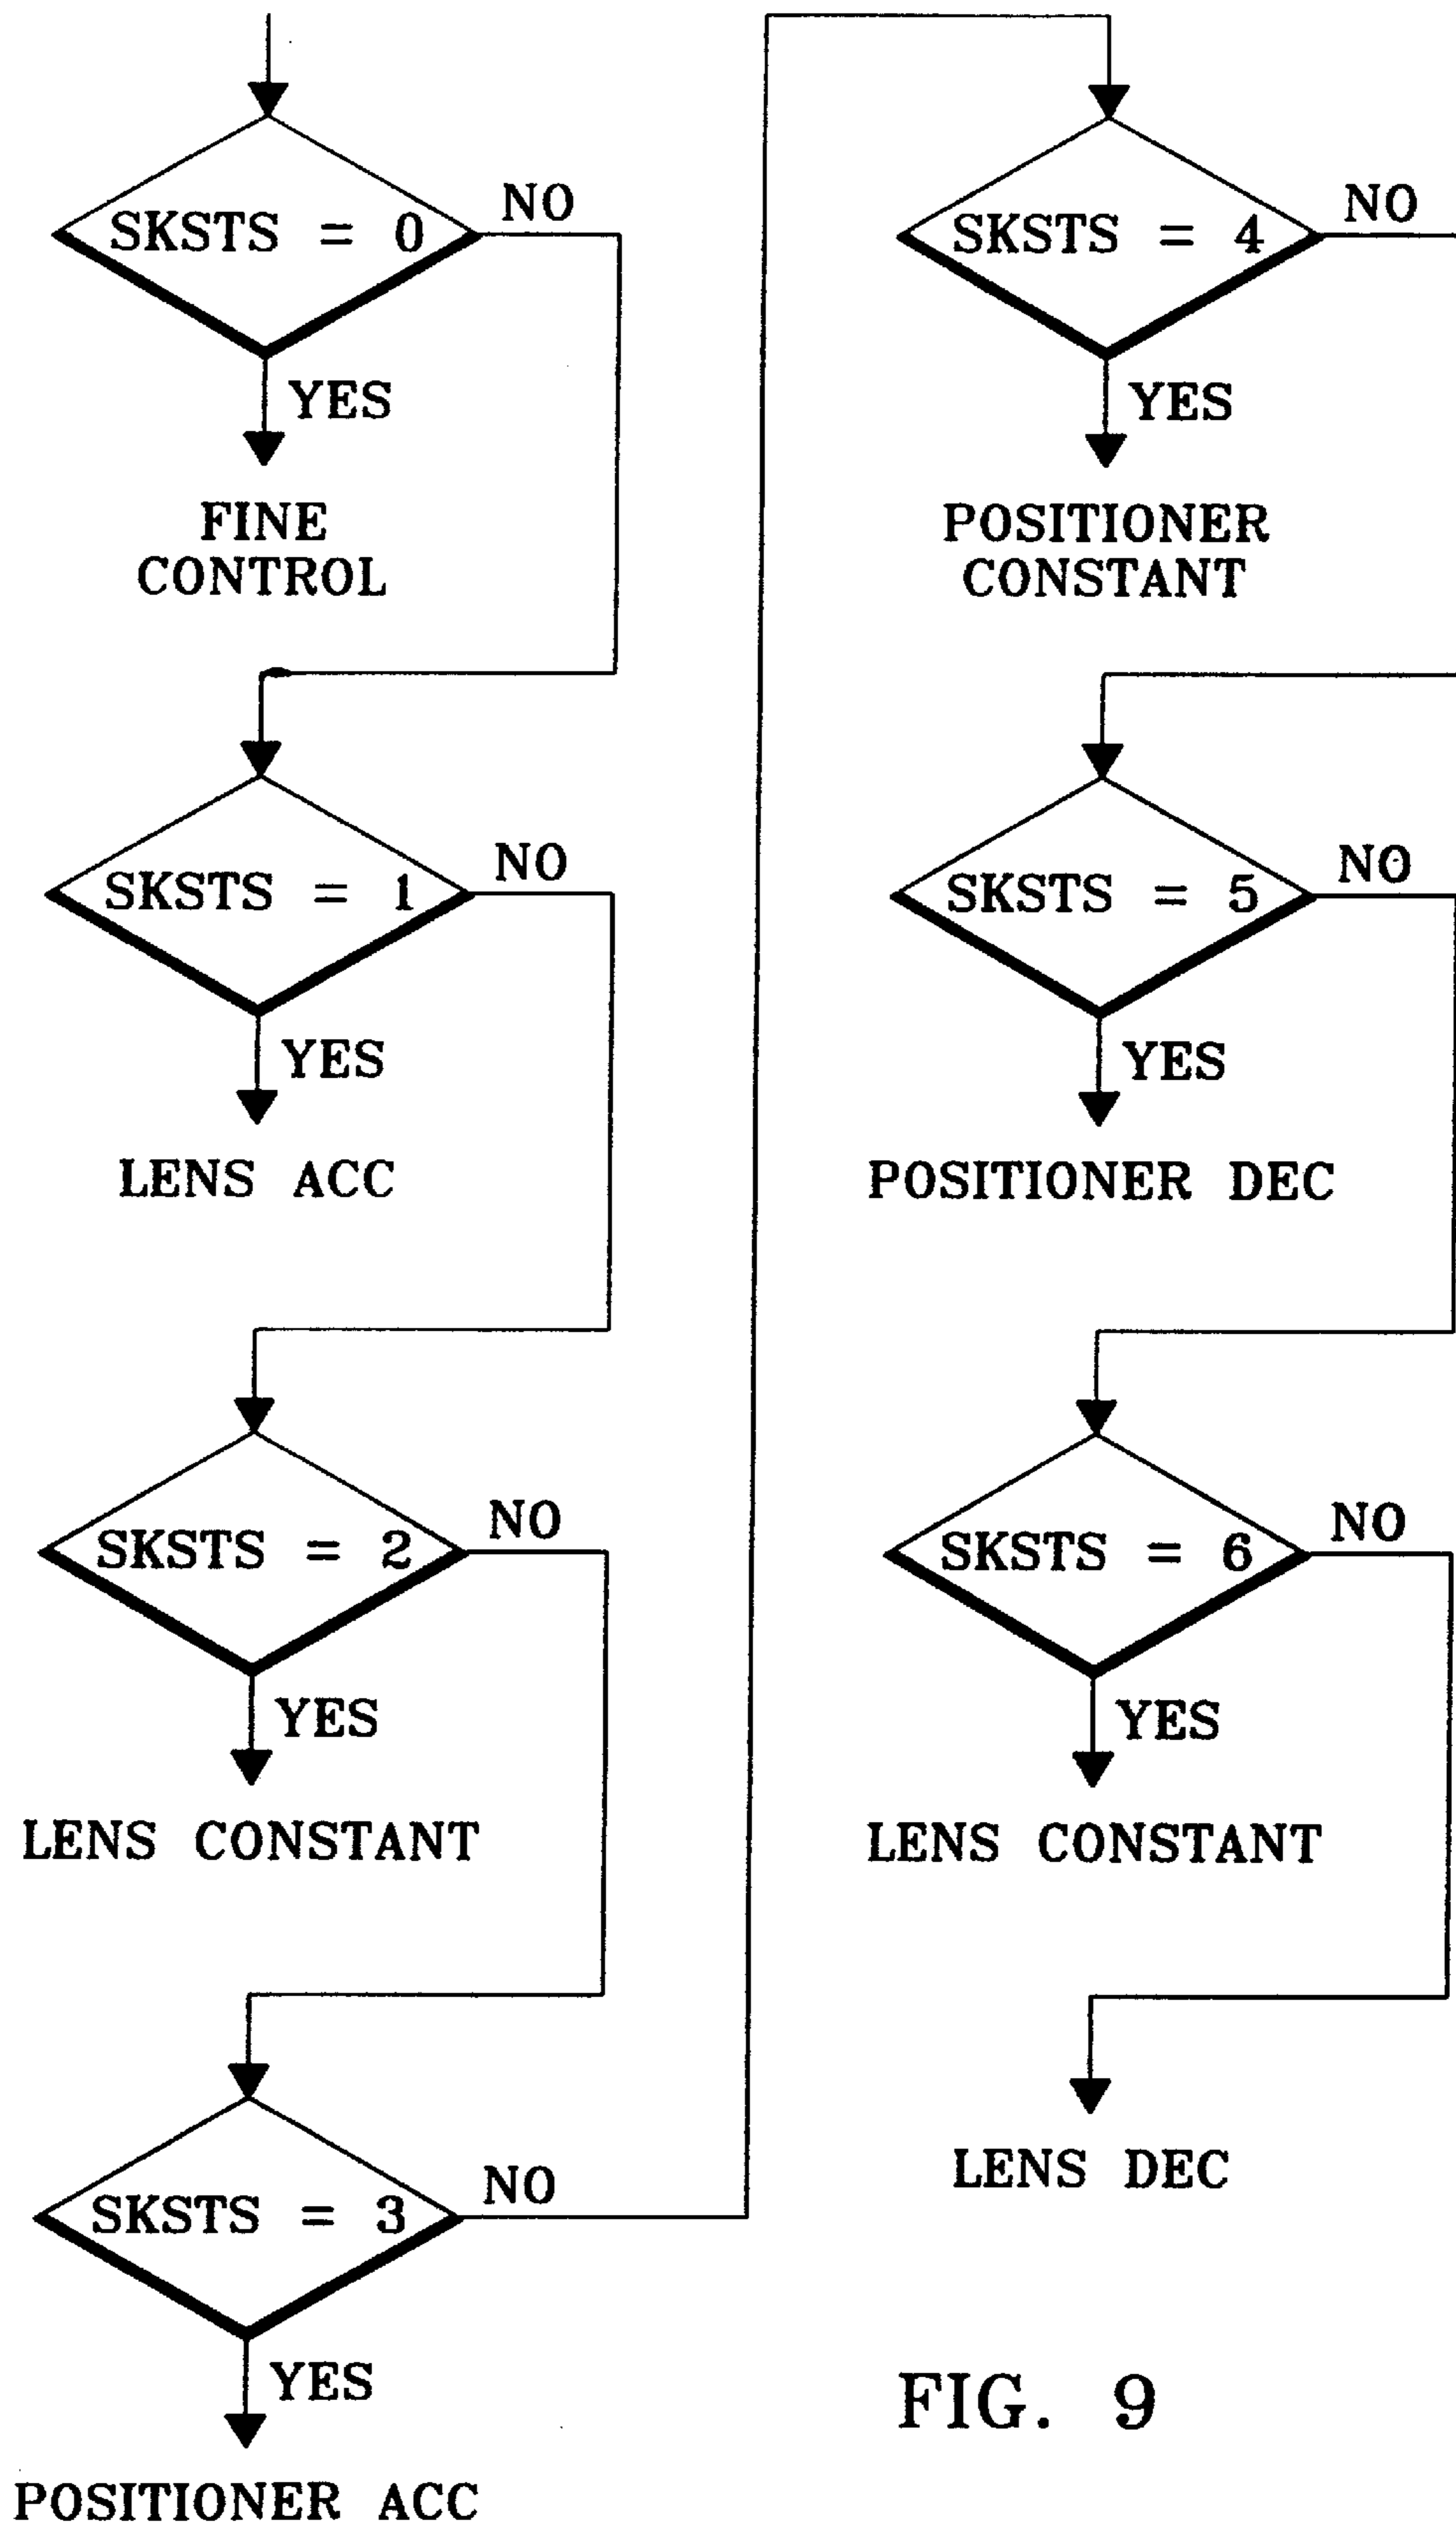 SKSTS = 0
NO
YES
FINE
CONTROL
SKSTS = 1
NO
YES
LENS ACC
SKSTS = 2
NO
YES
LENS CONSTANT
SKSTS = 3
NO
YES
POSITIONER ACC
SKSTS = 4
NO
YES
POSITIONER
CONSTANT
SKSTS = 5
NO
YES
POSITIONER DEC
SKSTS = 6
NO
YES
LENS CONSTANT
LENS DEC
FIG. 9